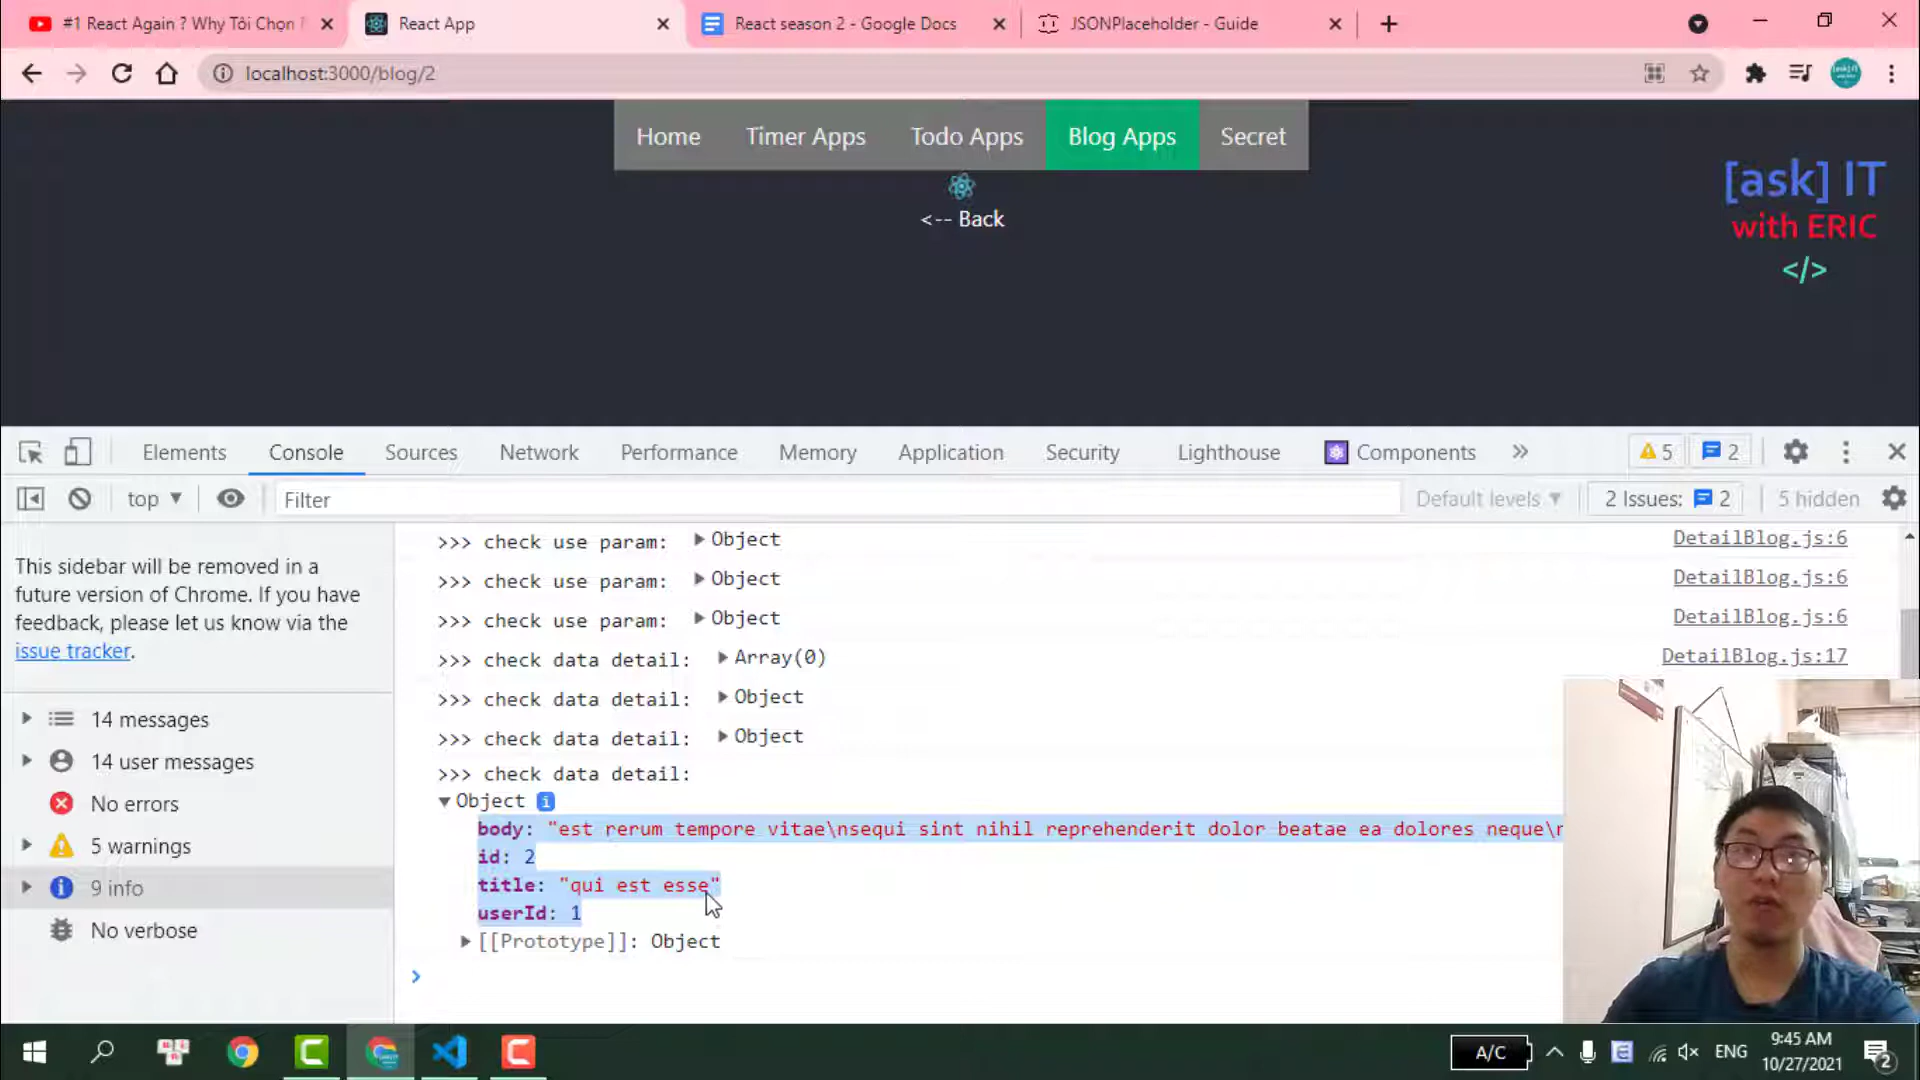 #1 React Again ? Why Tôi Chọn
React App
React season 2 - Google Docs
JSONPlaceholder - Guide
localhost:3000/blog/2
Home
Timer Apps
Todo Apps
Blog Apps
Secret
<-- Back
[ask] IT
with ERIC
</>
Elements
Console
Sources
Network
Performance
Memory
Application
Security
Lighthouse
Components
5
2
top
Filter
Default levels
2 Issues: 2
5 hidden
This sidebar will be removed in a
future version of Chrome. If you have
feedback, please let us know via the
issue tracker.
14 messages
14 user messages
No errors
5 warnings
9 info
No verbose
>>> check use param: Object DetailBlog.js:6
>>> check use param: Object DetailBlog.js:6
>>> check use param: Object DetailBlog.js:6
>>> check data detail: Array(0) DetailBlog.js:17
>>> check data detail: Object
>>> check data detail: Object
>>> check data detail:
Object
body: "est rerum tempore vitae\nsequi sint nihil reprehenderit dolor beatae ea dolores neque\n
id: 2
title: "qui est esse"
userId: 1
[[Prototype]]: Object
A/C
ENG
9:45 AM
10/27/2021
2